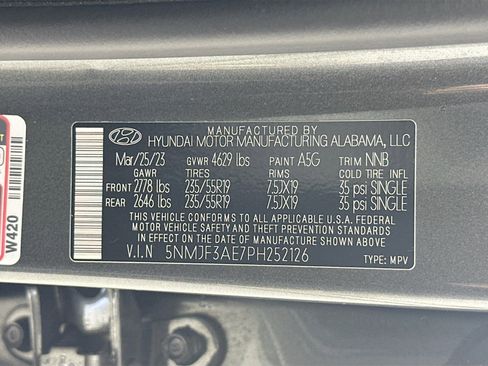 MANUFACTURED BY
HYUNDAI MOTOR MANUFACTURING ALABAMA, LLC
Mar/25/23 GVWR 4629 lbs PAINT A5G TRIM NNB
GAWR TIRES RIMS COLD TIRE INFL
FRONT 2778 lbs 235/55R19 7.5JX19 35 psi SINGLE
REAR 2646 lbs 235/55R19 7.5JX19 35 psi SINGLE
THIS VEHICLE CONFORMS TO ALL APPLICABLE U.S.A. FEDERAL
MOTOR VEHICLE SAFETY AND THEFT PREVENTION STANDARDS
IN EFFECT ON THE DATE OF MANUFACTURE SHOWN ABOVE.
V.I.N 5NMJF3AE7PH252126 TYPE: MPV
W420